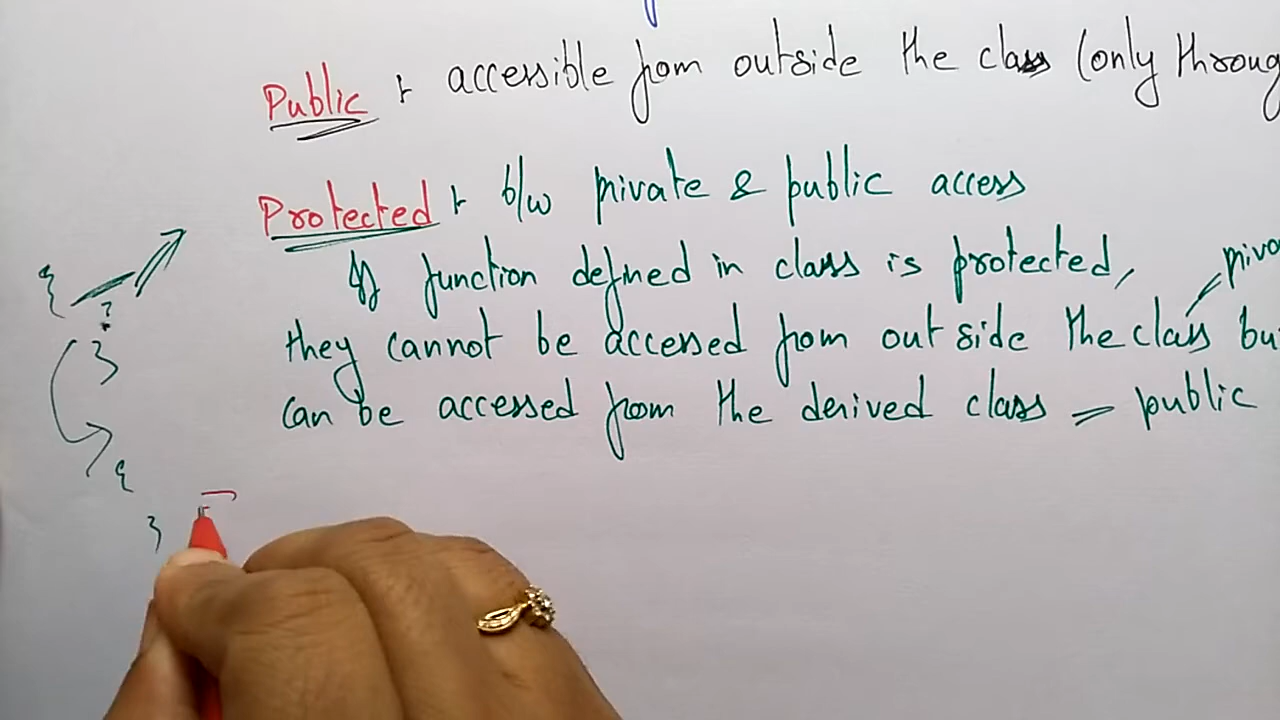 Public : accessible from outside the class (only throug
Protected : b/w private & public access
If function defined in class is protected,
priva
they cannot be accessed from out side the class bu
can be accessed from the derived class = public
{
?
}
{
}